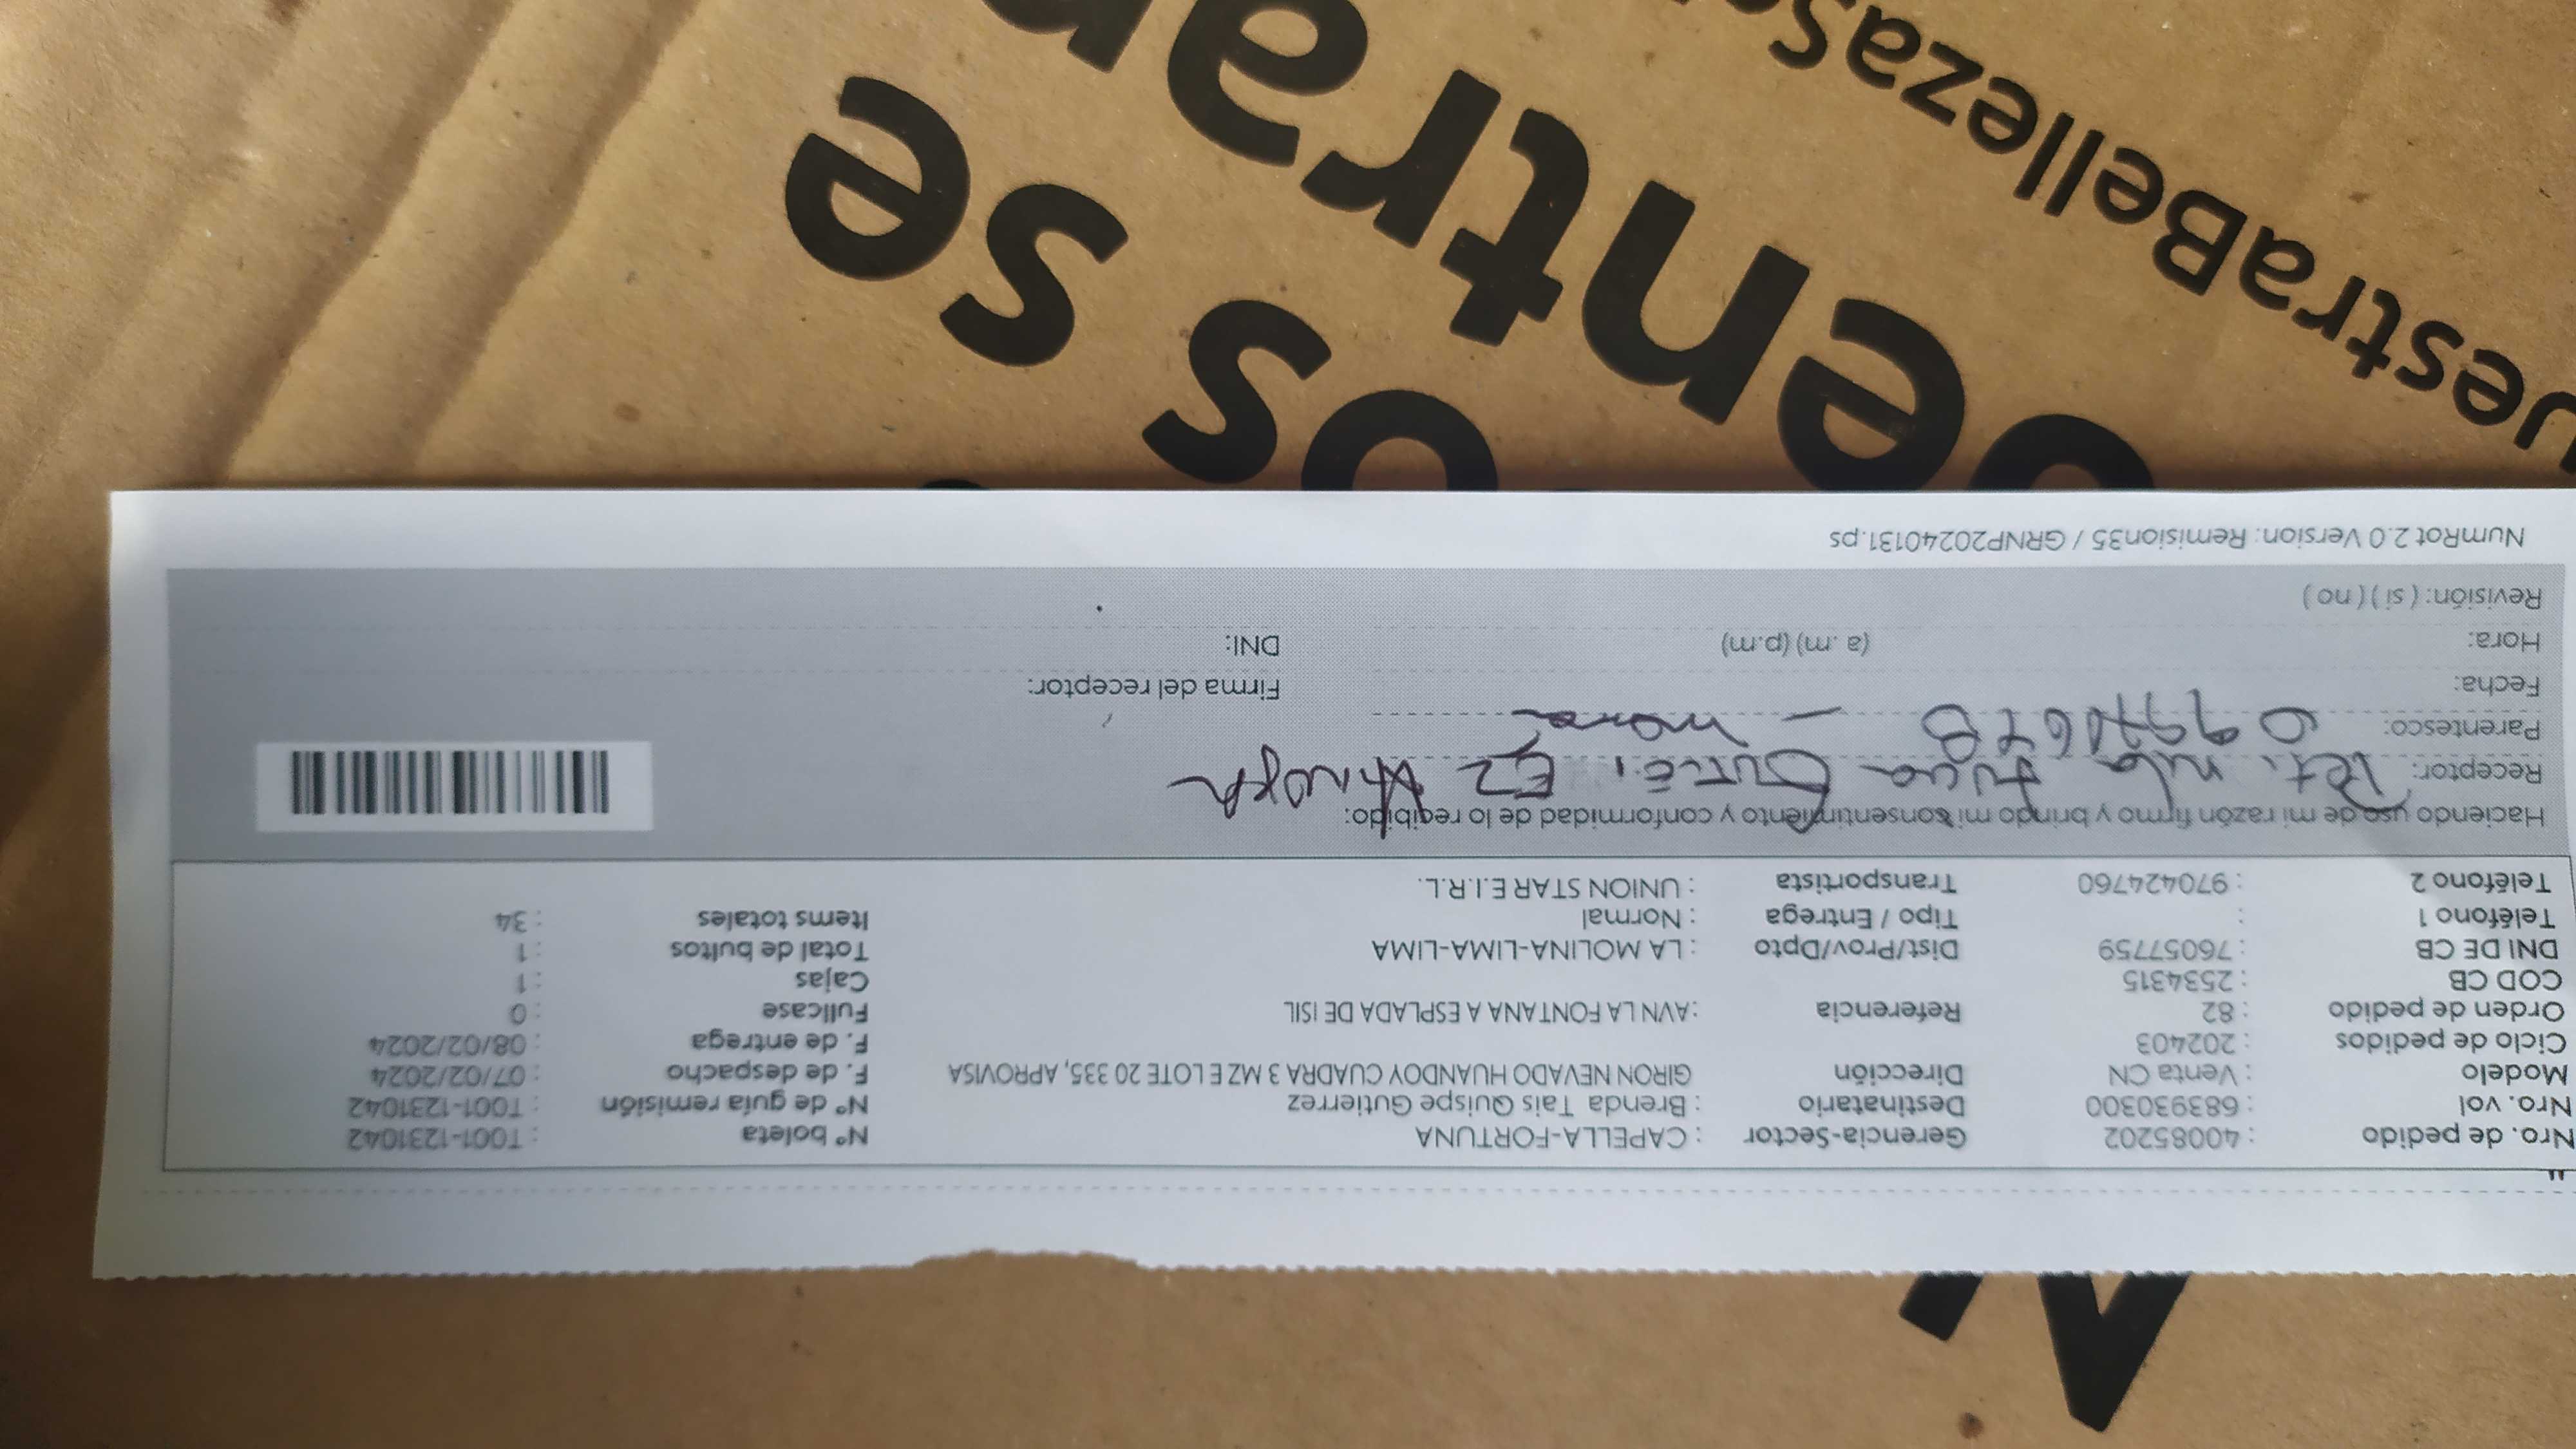 Nro. de pedido : 40085202 Gerencia-Sector : CAPELLA-FORTUNA N° boleta : T001-1231042
Nro. vol : 683930300 Destinatario : Brenda Tais Quispe Gutierrez N° de guía remisión : T001-1231042
Modelo : Venta CN Dirección GIRON NEVADO HUANDOY CUADRA 3 MZ E LOTE 20 335, APROVISA F. de despacho : 07/02/2024
Ciclo de pedidos : 202403 F. de entrega : 08/02/2024
Orden de pedido : 82 Referencia :AVN LA FONTANA A ESPLADA DE ISIL Fullcase : 0
COD CB : 2534315 Cajas : 1
DNI DE CB : 76057759 Dist/Prov/Dpto : LA MOLINA-LIMA-LIMA Total de bultos : 1
Teléfono 1 : Tipo / Entrega : Normal Items totales : 34
Teléfono 2 : 970424760 Transportista : UNION STAR E.I.R.L.
Haciendo uso de mi razón firmo y brindo mi consentimiento y conformidad de lo recibido:
Receptor:
Parentesco:
Fecha: Firma del receptor:
Hora: (a .m) (p.m) DNI:
Revisión: ( si ) ( no )
NumRot 2.0 Version: Remision35 / GRNP20240131.ps
os se
entra
estraBellezas